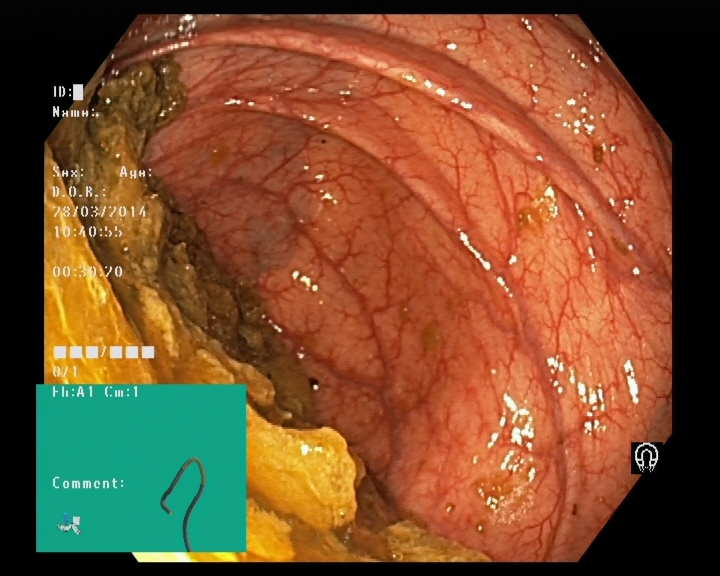 ID:
Name:
Sex: Age:
D.O.B.:
28/03/2014
10:40:55
00:30:20
0/1
Eh:A1 Cm:1
Comment: